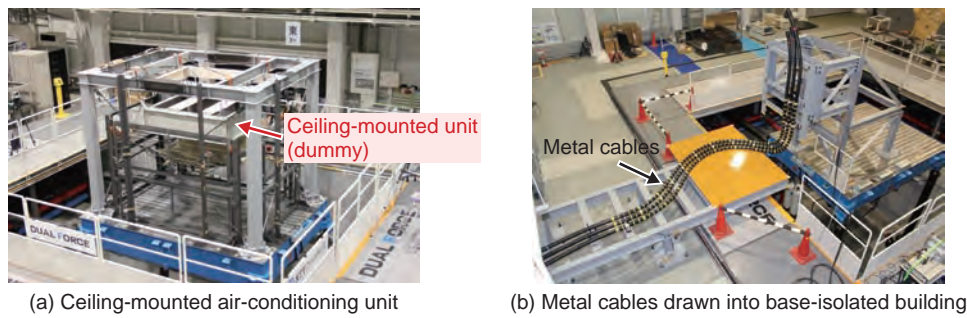 東
Ceiling-mounted unit
(dummy)
DUAL FORCE
DUAL FORCE
Metal cables
(a) Ceiling-mounted air-conditioning unit
(b) Metal cables drawn into base-isolated building